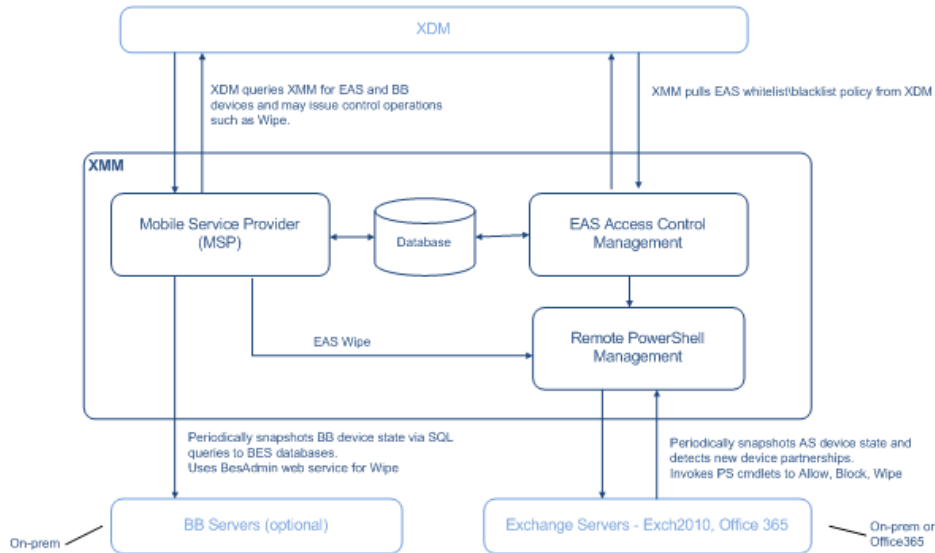 XDM
XDM queries XMM for EAS and BB
devices and may issue control operations
such as Wipe.
XMM pulls EAS whitelist\blacklist policy from XDM
XMM
Mobile Service Provider
(MSP)
Database
EAS Access Control
Management
EAS Wipe
Remote PowerShell
Management
Periodically snapshots BB device state via SQL
queries to BES databases.
Uses BesAdmin web service for Wipe
Periodically snapshots AS device state and
detects new device partnerships.
Invokes PS cmdlets to Allow, Block, Wipe
On-prem
BB Servers (optional)
Exchange Servers - Exch2010, Office 365
On-prem or
Office365